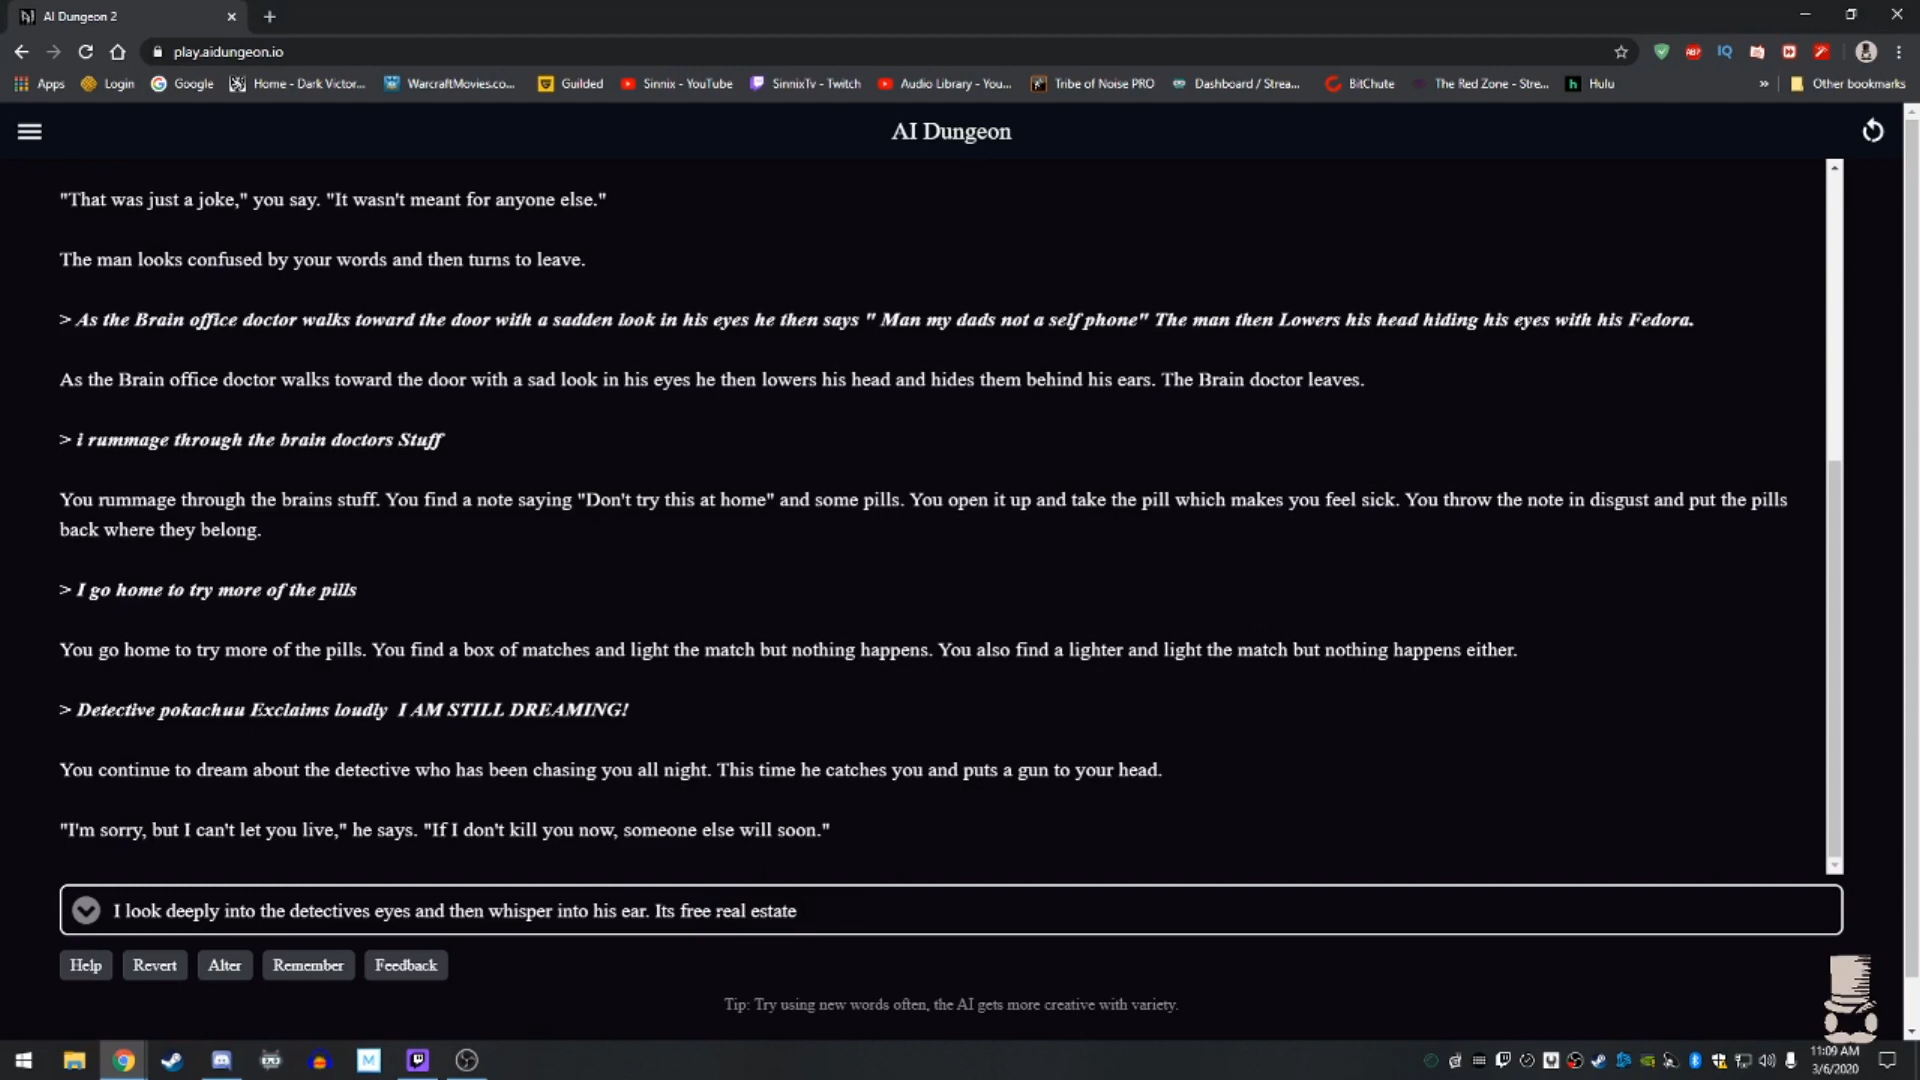 AI Dungeon 2
play.aidungeon.io
Apps
Login
Google
Home - Dark Victor...
WarcraftMovies.co...
Guilded
Sinnix - YouTube
SinnixTv - Twitch
Audio Library - You...
Tribe of Noise PRO
Dashboard / Strea...
BitChute
The Red Zone - Stre...
Hulu
»
Other bookmarks
AI Dungeon
"That was just a joke," you say. "It wasn't meant for anyone else."
The man looks confused by your words and then turns to leave.
> As the Brain office doctor walks toward the door with a sadden look in his eyes he then says " Man my dads not a self phone" The man then Lowers his head hiding his eyes with his Fedora.
As the Brain office doctor walks toward the door with a sad look in his eyes he then lowers his head and hides them behind his ears. The Brain doctor leaves.
> i rummage through the brain doctors Stuff
You rummage through the brains stuff. You find a note saying "Don't try this at home" and some pills. You open it up and take the pill which makes you feel sick. You throw the note in disgust and put the pills
back where they belong.
> I go home to try more of the pills
You go home to try more of the pills. You find a box of matches and light the match but nothing happens. You also find a lighter and light the match but nothing happens either.
> Detective pokachuu Exclaims loudly  I AM STILL DREAMING!
You continue to dream about the detective who has been chasing you all night. This time he catches you and puts a gun to your head.
"I'm sorry, but I can't let you live," he says. "If I don't kill you now, someone else will soon."
I look deeply into the detectives eyes and then whisper into his ear. Its free real estate
Help
Revert
Alter
Remember
Feedback
Tip: Try using new words often, the AI gets more creative with variety.
11:09 AM
3/6/2020